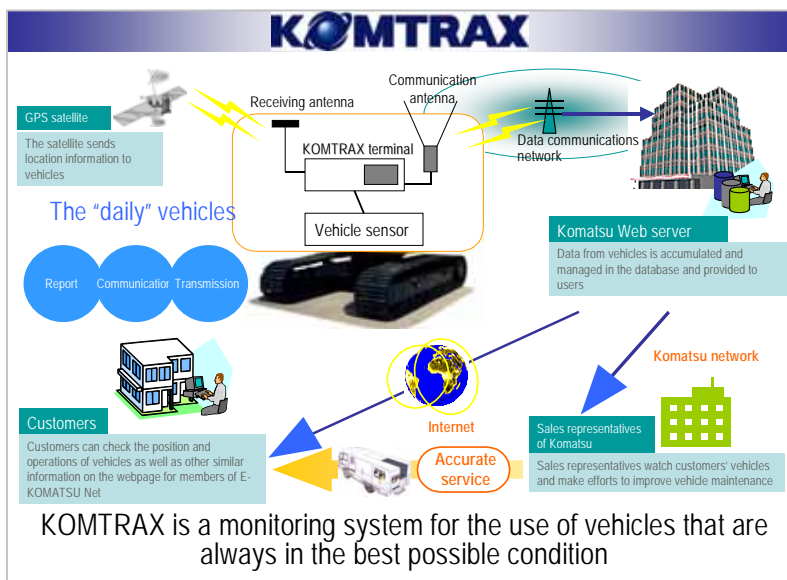 KOMTRAX
Communication
antenna
Receiving antenna
GPS satellite
The satellite sends
location information to
vehicles
KOMTRAX terminal
Data communications
network
Vehicle sensor
The “daily” vehicles
Report
Communication
Transmission
Komatsu Web server
Data from vehicles is accumulated and
managed in the database and provided to
users
Komatsu network
Internet
Customers
Customers can check the position and
operations of vehicles as well as other similar
information on the webpage for members of E-
KOMATSU Net
Accurate
service
Sales representatives
of Komatsu
Sales representatives watch customers’ vehicles
and make efforts to improve vehicle maintenance
KOMTRAX is a monitoring system for the use of vehicles that are
always in the best possible condition